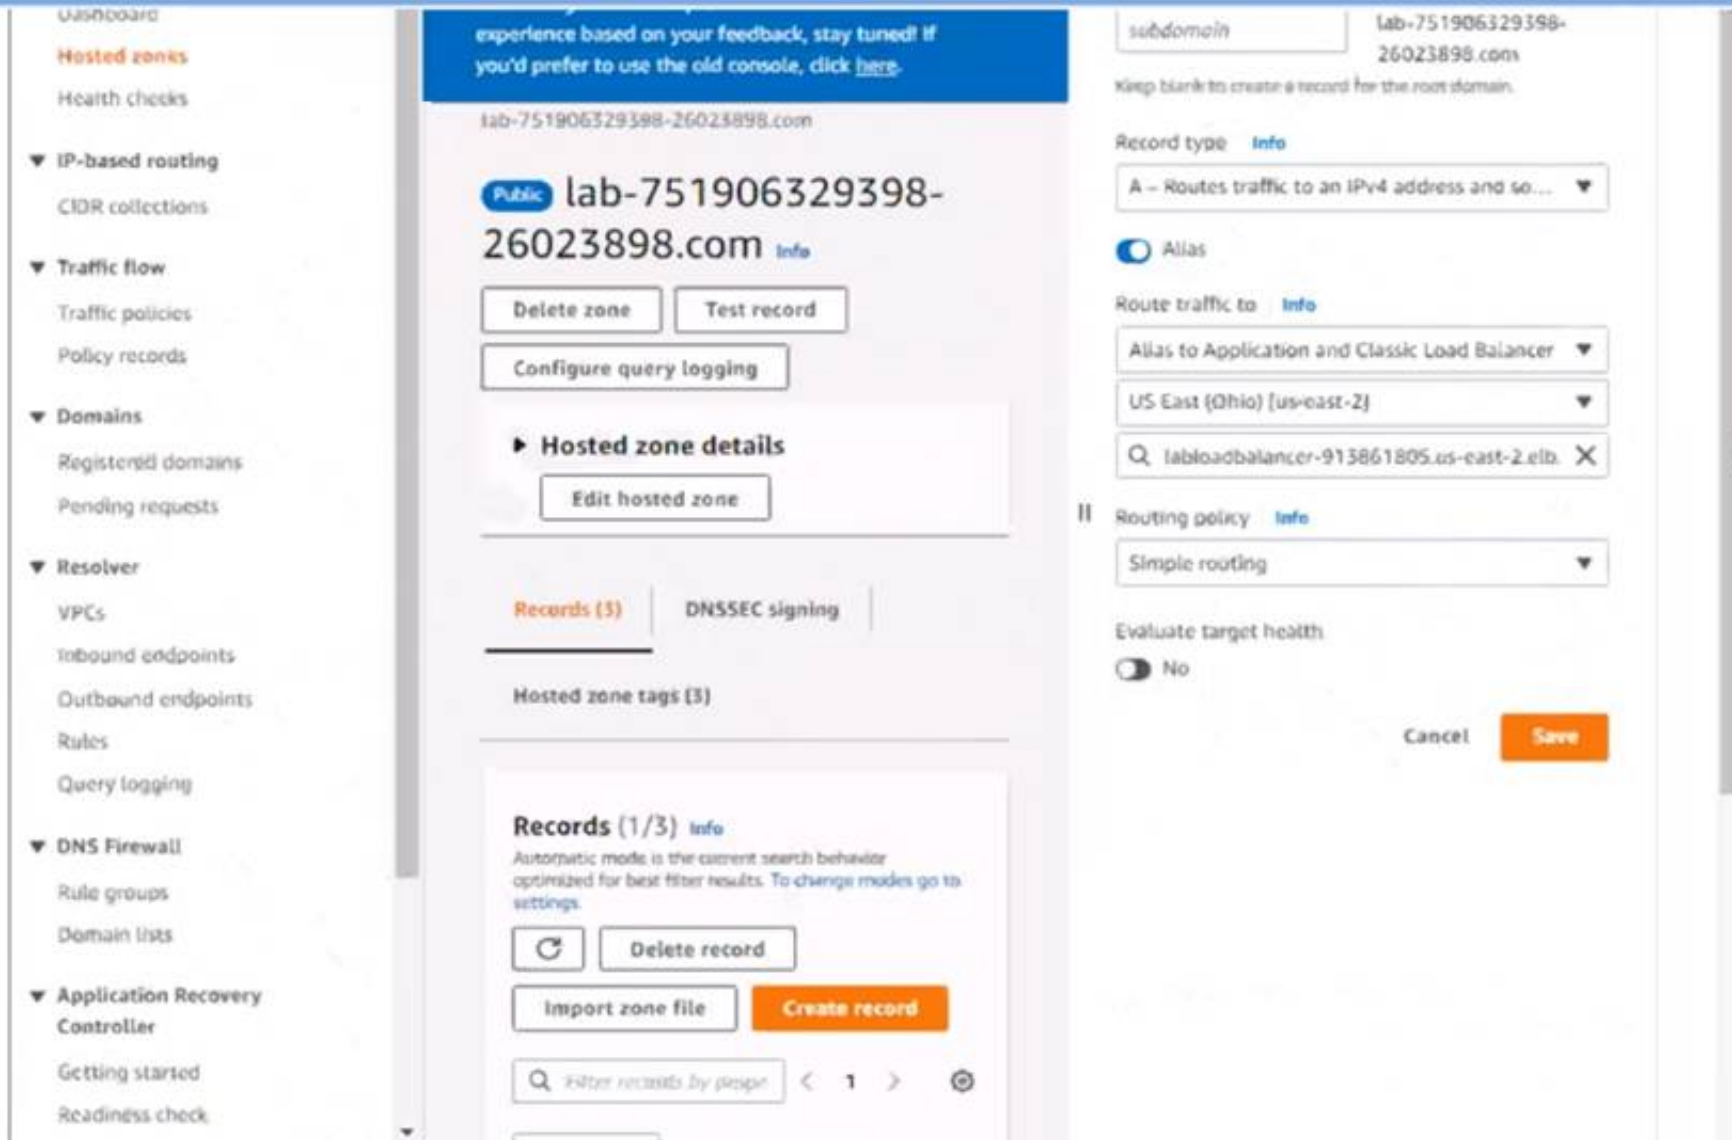 Dashboard
Hosted zones
Health checks
IP-based routing
CIDR collections
Traffic flow
Traffic policies
Policy records
Domains
Registered domains
Pending requests
Resolver
VPCs
Inbound endpoints
Outbound endpoints
Rules
Query logging
DNS Firewall
Rule groups
Domain lists
Application Recovery
Controller
Getting started
Readiness check
experience based on your feedback, stay tuned! If
you'd prefer to use the old console, click here.
lab-751906329398-26023898.com
Public lab-751906329398-
26023898.com Info
Delete zone Test record
Configure query logging
Hosted zone details
Edit hosted zone
Records (3) DNSSEC signing
Hosted zone tags (3)
Records (1/3) Info
Automatic mode is the current search behavior
optimized for best filter results. To change modes go to
settings.
Delete record
Import zone file Create record
Filter records by 1
subdomain
lab-751906329398-
26023898.com
Keep blank to create a record for the root domain.
Record type Info
A – Routes traffic to an IPv4 address and so...
Alias
Route traffic to Info
Alias to Application and Classic Load Balancer
US East (Ohio) [us-east-2]
labloadbalancer-913861805.us-east-2.elb.
Routing policy Info
Simple routing
Evaluate target health
No
Cancel Save